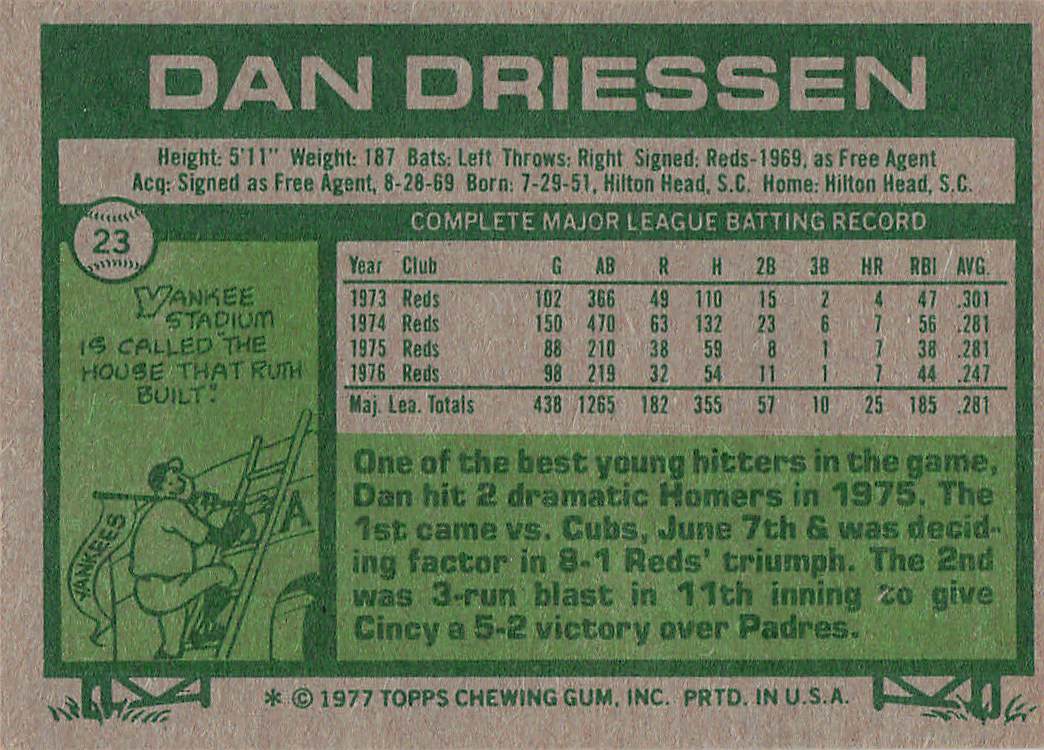 DAN DRIESSEN
Height: 5'11" Weight: 187 Bats: Left Throws: Right Signed: Reds-1969, as Free Agent
Acq: Signed as Free Agent, 8-28-69 Born: 7-29-51, Hilton Head, S.C. Home: Hilton Head, S.C.
23
COMPLETE MAJOR LEAGUE BATTING RECORD
Year Club G AB R H 2B 3B HR RBI AVG.
1973 Reds 102 366 49 110 15 2 4 47 .301
1974 Reds 150 470 63 132 23 6 7 56 .281
1975 Reds 88 210 38 59 8 1 7 38 .281
1976 Reds 98 219 32 54 11 1 7 44 .247
Maj. Lea. Totals 438 1265 182 355 57 10 25 185 .281
YANKEE
STADIUM
IS CALLED "THE
HOUSE THAT RUTH
BUILT".
YANKEES
A
One of the best young hitters in the game,
Dan hit 2 dramatic Homers in 1975. The
1st came vs. Cubs, June 7th & was decid-
ing factor in 8-1 Reds' triumph. The 2nd
was 3-run blast in 11th inning to give
Cincy a 5-2 victory over Padres.
* © 1977 TOPPS CHEWING GUM, INC. PRTD. IN U.S.A.